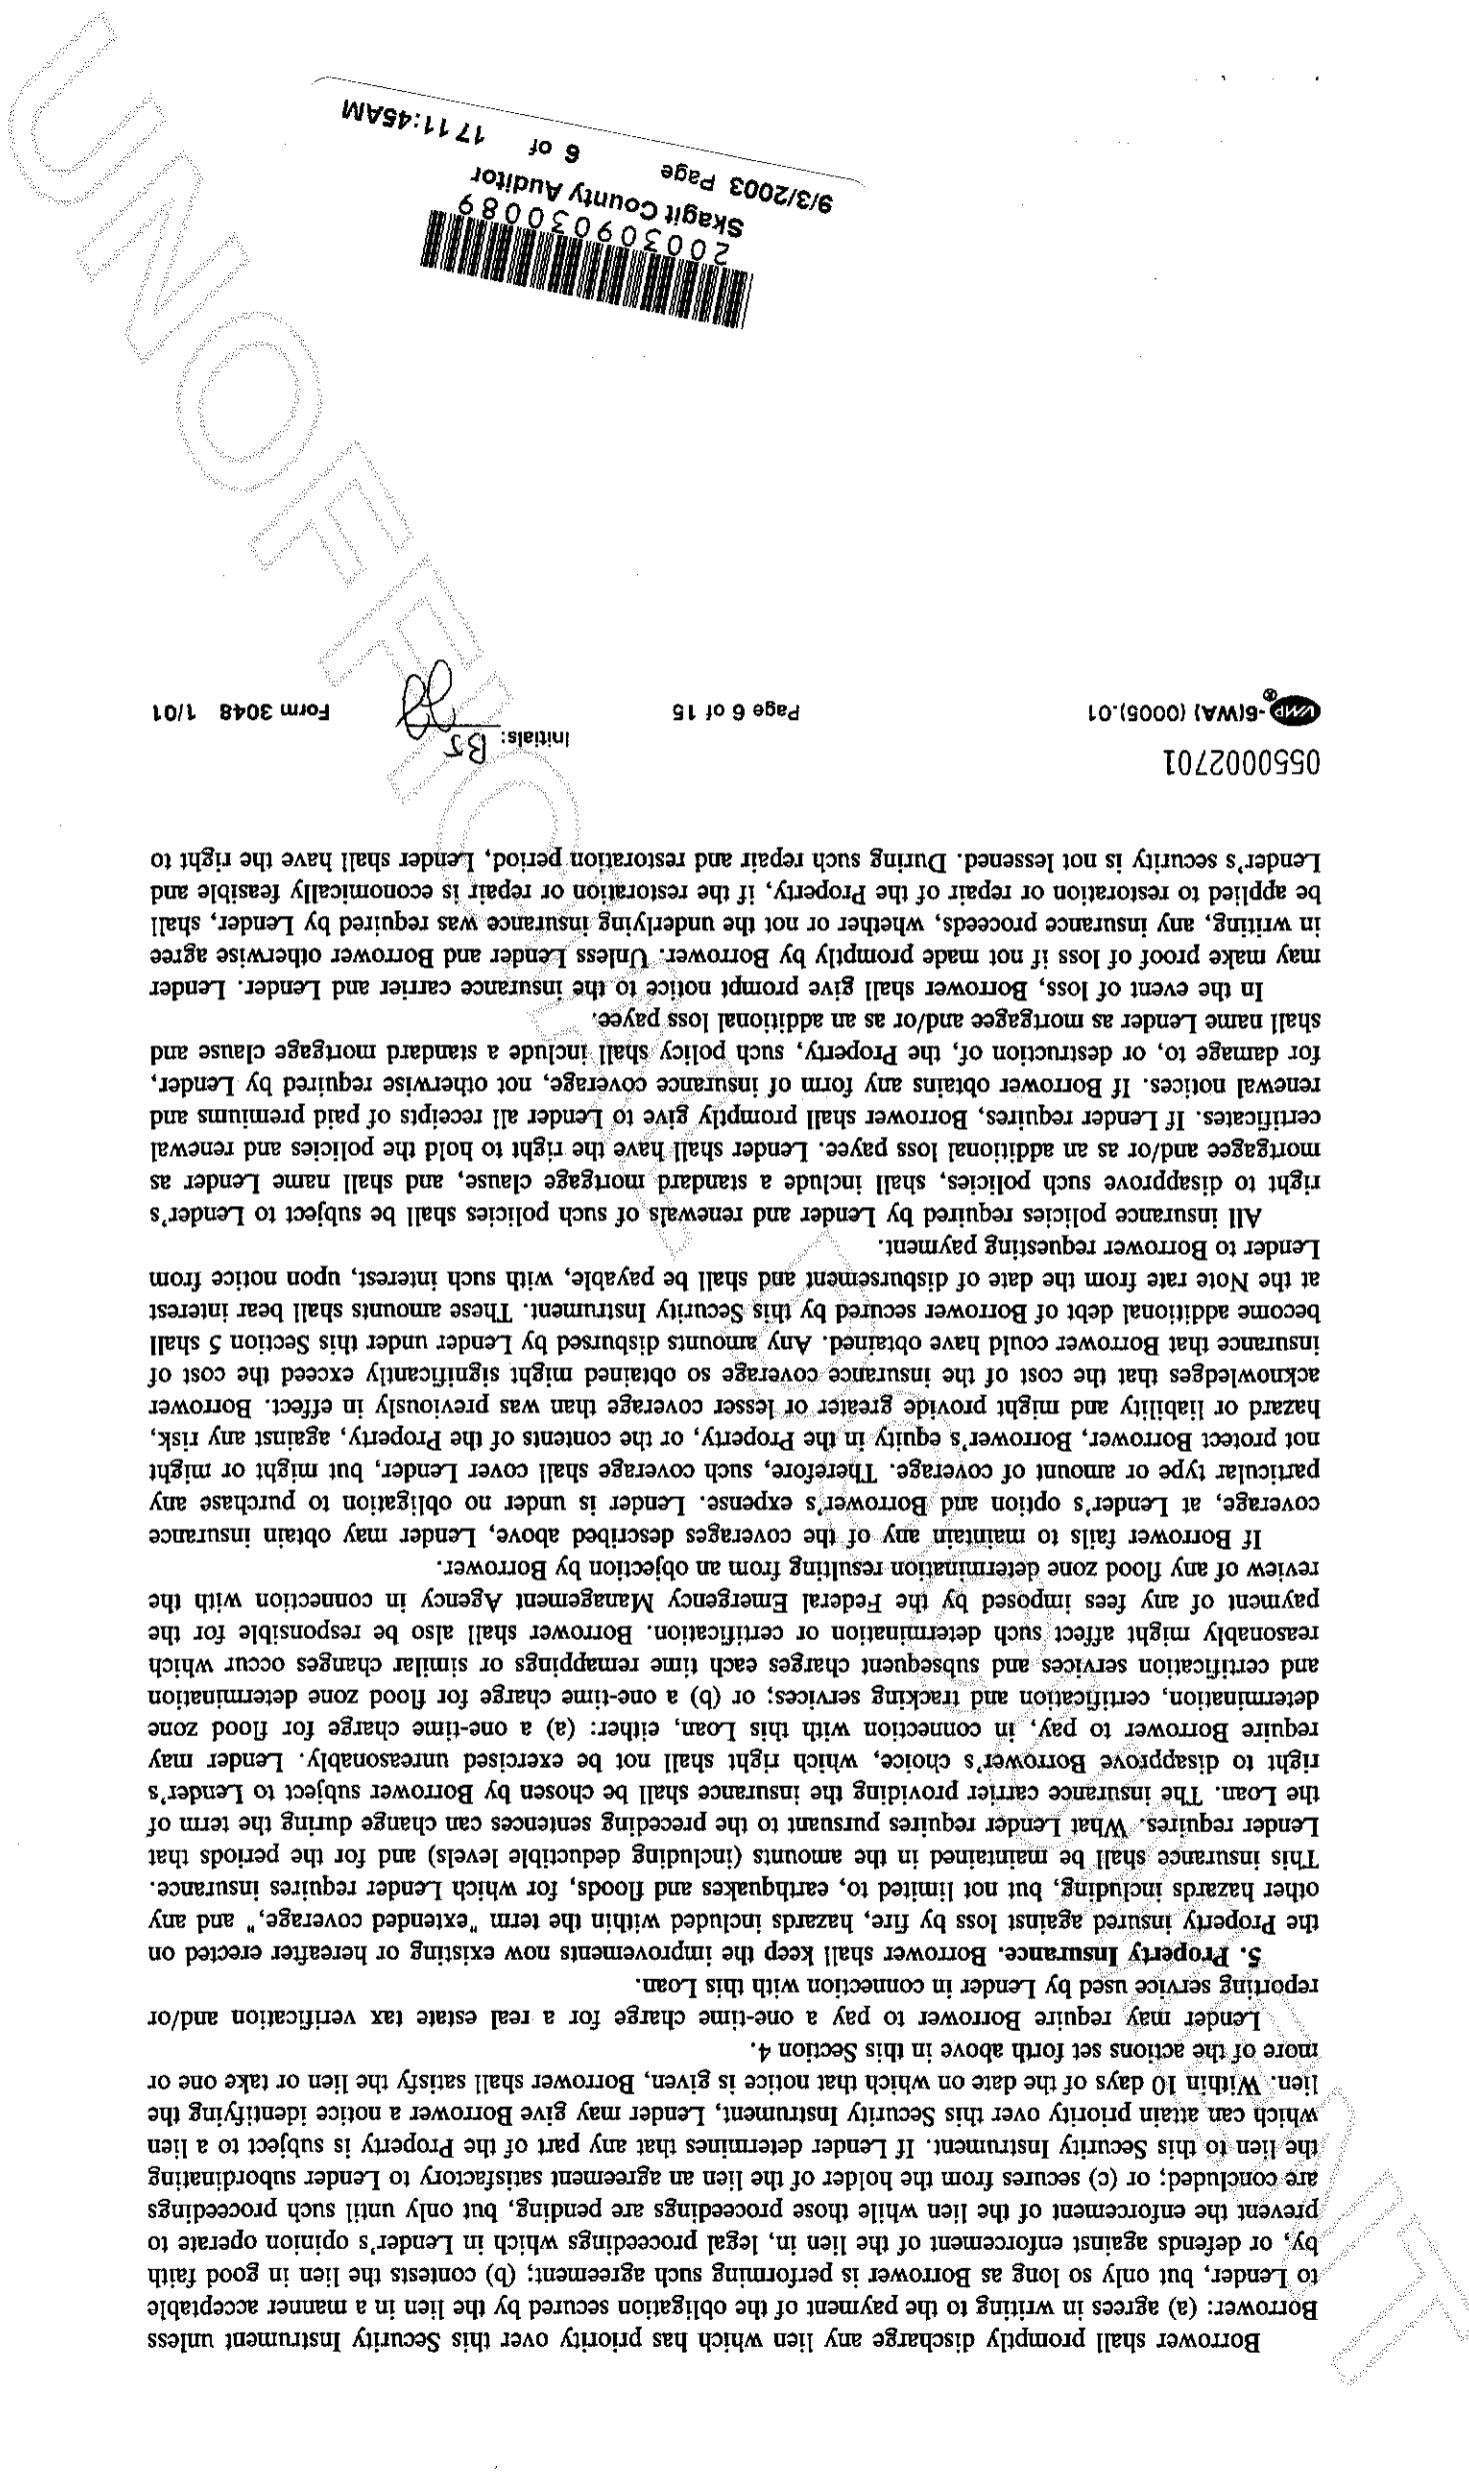 Borrower shall promptly discharge any lien which has priority over this Security Instrument unless
Borrower: (a) agrees in writing to the payment of the obligation secured by the lien in a manner acceptable
to Lender, but only so long as Borrower is performing such agreement; (b) contests the lien in good faith
by, or defends against enforcement of the lien in, legal proceedings which in Lender's opinion operate to
prevent the enforcement of the lien while those proceedings are pending, but only until such proceedings
are concluded; or (c) secures from the holder of the lien an agreement satisfactory to Lender subordinating
the lien to this Security Instrument. If Lender determines that any part of the Property is subject to a lien
which can attain priority over this Security Instrument, Lender may give Borrower a notice identifying the
lien. Within 10 days of the date on which that notice is given, Borrower shall satisfy the lien or take one or
more of the actions set forth above in this Section 4.
Lender may require Borrower to pay a one-time charge for a real estate tax verification and/or
reporting service used by Lender in connection with this Loan.
5. Property Insurance. Borrower shall keep the improvements now existing or hereafter erected on
the Property insured against loss by fire, hazards included within the term "extended coverage," and any
other hazards including, but not limited to, earthquakes and floods, for which Lender requires insurance.
This insurance shall be maintained in the amounts (including deductible levels) and for the periods that
Lender requires. What Lender requires pursuant to the preceding sentences can change during the term of
the Loan. The insurance carrier providing the insurance shall be chosen by Borrower subject to Lender's
right to disapprove Borrower's choice, which right shall not be exercised unreasonably. Lender may
require Borrower to pay, in connection with this Loan, either: (a) a one-time charge for flood zone
determination, certification and tracking services; or (b) a one-time charge for flood zone determination
and certification services and subsequent charges each time remappings or similar changes occur which
reasonably might affect such determination or certification. Borrower shall also be responsible for the
payment of any fees imposed by the Federal Emergency Management Agency in connection with the
review of any flood zone determination resulting from an objection by Borrower.
If Borrower fails to maintain any of the coverages described above, Lender may obtain insurance
coverage, at Lender's option and Borrower's expense. Lender is under no obligation to purchase any
particular type or amount of coverage. Therefore, such coverage shall cover Lender, but might or might
not protect Borrower, Borrower's equity in the Property, or the contents of the Property, against any risk,
hazard or liability and might provide greater or lesser coverage than was previously in effect. Borrower
acknowledges that the cost of the insurance coverage so obtained might significantly exceed the cost of
insurance that Borrower could have obtained. Any amounts disbursed by Lender under this Section 5 shall
become additional debt of Borrower secured by this Security Instrument. These amounts shall bear interest
at the Note rate from the date of disbursement and shall be payable, with such interest, upon notice from
Lender to Borrower requesting payment.
All insurance policies required by Lender and renewals of such policies shall be subject to Lender's
right to disapprove such policies, shall include a standard mortgage clause, and shall name Lender as
mortgagee and/or as an additional loss payee. Lender shall have the right to hold the policies and renewal
certificates. If Lender requires, Borrower shall promptly give to Lender all receipts of paid premiums and
renewal notices. If Borrower obtains any form of insurance coverage, not otherwise required by Lender,
for damage to, or destruction of, the Property, such policy shall include a standard mortgage clause and
shall name Lender as mortgagee and/or as an additional loss payee.
In the event of loss, Borrower shall give prompt notice to the insurance carrier and Lender. Lender
may make proof of loss if not made promptly by Borrower. Unless Lender and Borrower otherwise agree
in writing, any insurance proceeds, whether or not the underlying insurance was required by Lender, shall
be applied to restoration or repair of the Property, if the restoration or repair is economically feasible and
Lender's security is not lessened. During such repair and restoration period, Lender shall have the right to
0550002701
Initials: BJ
VMP®-6(WA) (0005).01 Page 6 of 15 Form 3048 1/01
200309030089
Skagit County Auditor
9/3/2003 Page 6 of 17 11:45AM
UNOFFICIAL DOCUMENT